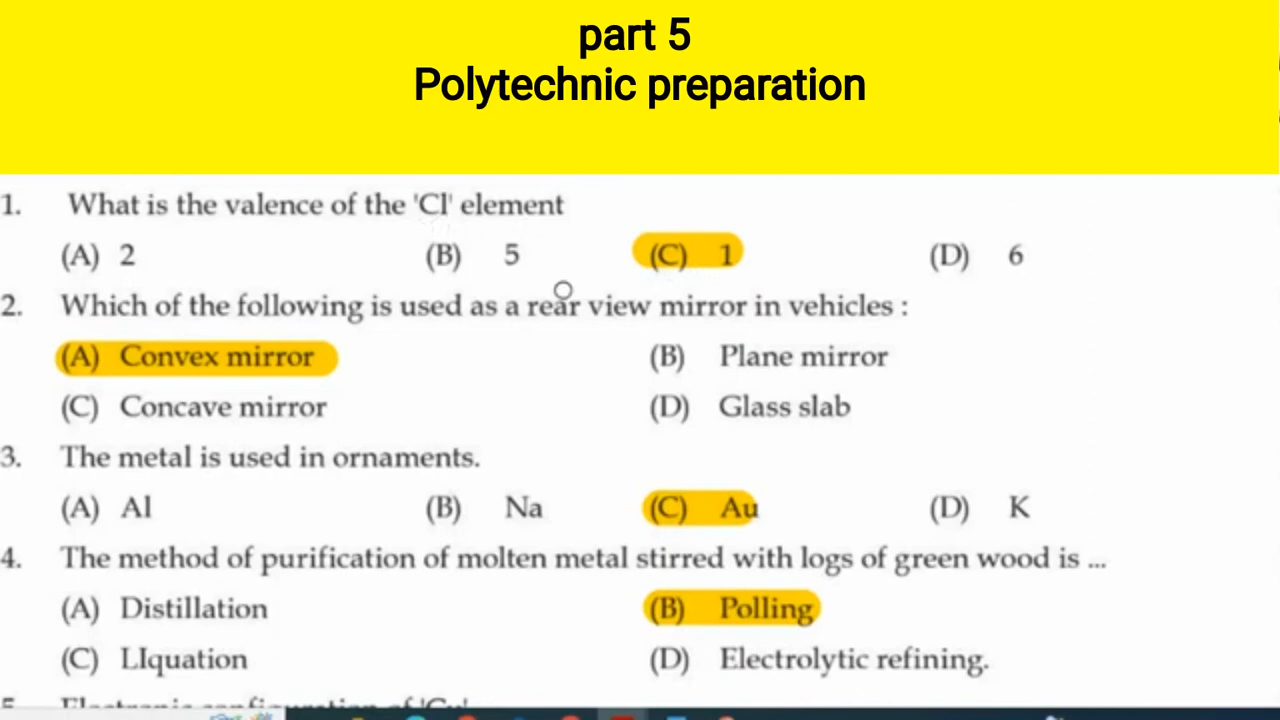 part 5
Polytechnic preparation
1. What is the valence of the 'Cl' element
(A) 2 (B) 5 (C) 1 (D) 6
2. Which of the following is used as a rear view mirror in vehicles :
(A) Convex mirror (B) Plane mirror
(C) Concave mirror (D) Glass slab
3. The metal is used in ornaments.
(A) Al (B) Na (C) Au (D) K
4. The method of purification of molten metal stirred with logs of green wood is ...
(A) Distillation (B) Polling
(C) LIquation (D) Electrolytic refining.
Electronic configuration of